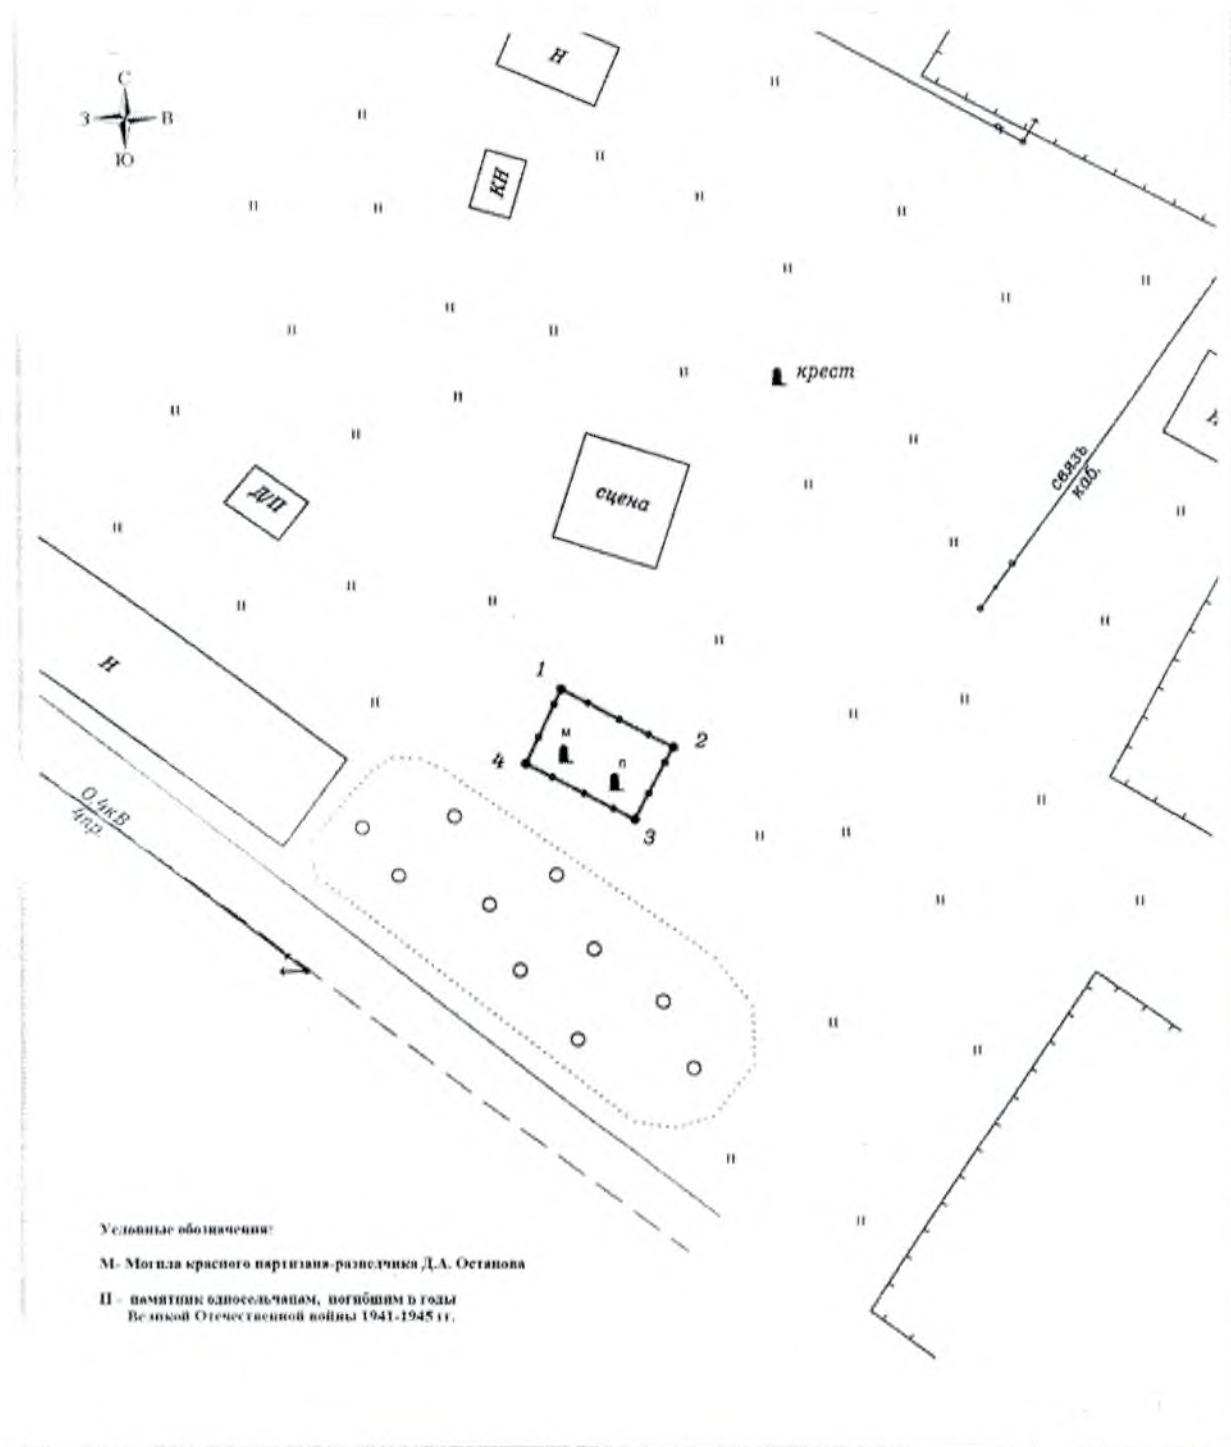 Н
С
З В
Ю
КН
крест
Д/П
сцена
связь
каб.
Н
1
м
2
4
п
3
0.4кВ
4пр.
Условные обозначения:
М- Могила красного партизана-разведчика Д.А. Останова
П - памятник односельчанам, погибшим в годы
Великой Отечественной войны 1941-1945 гг.